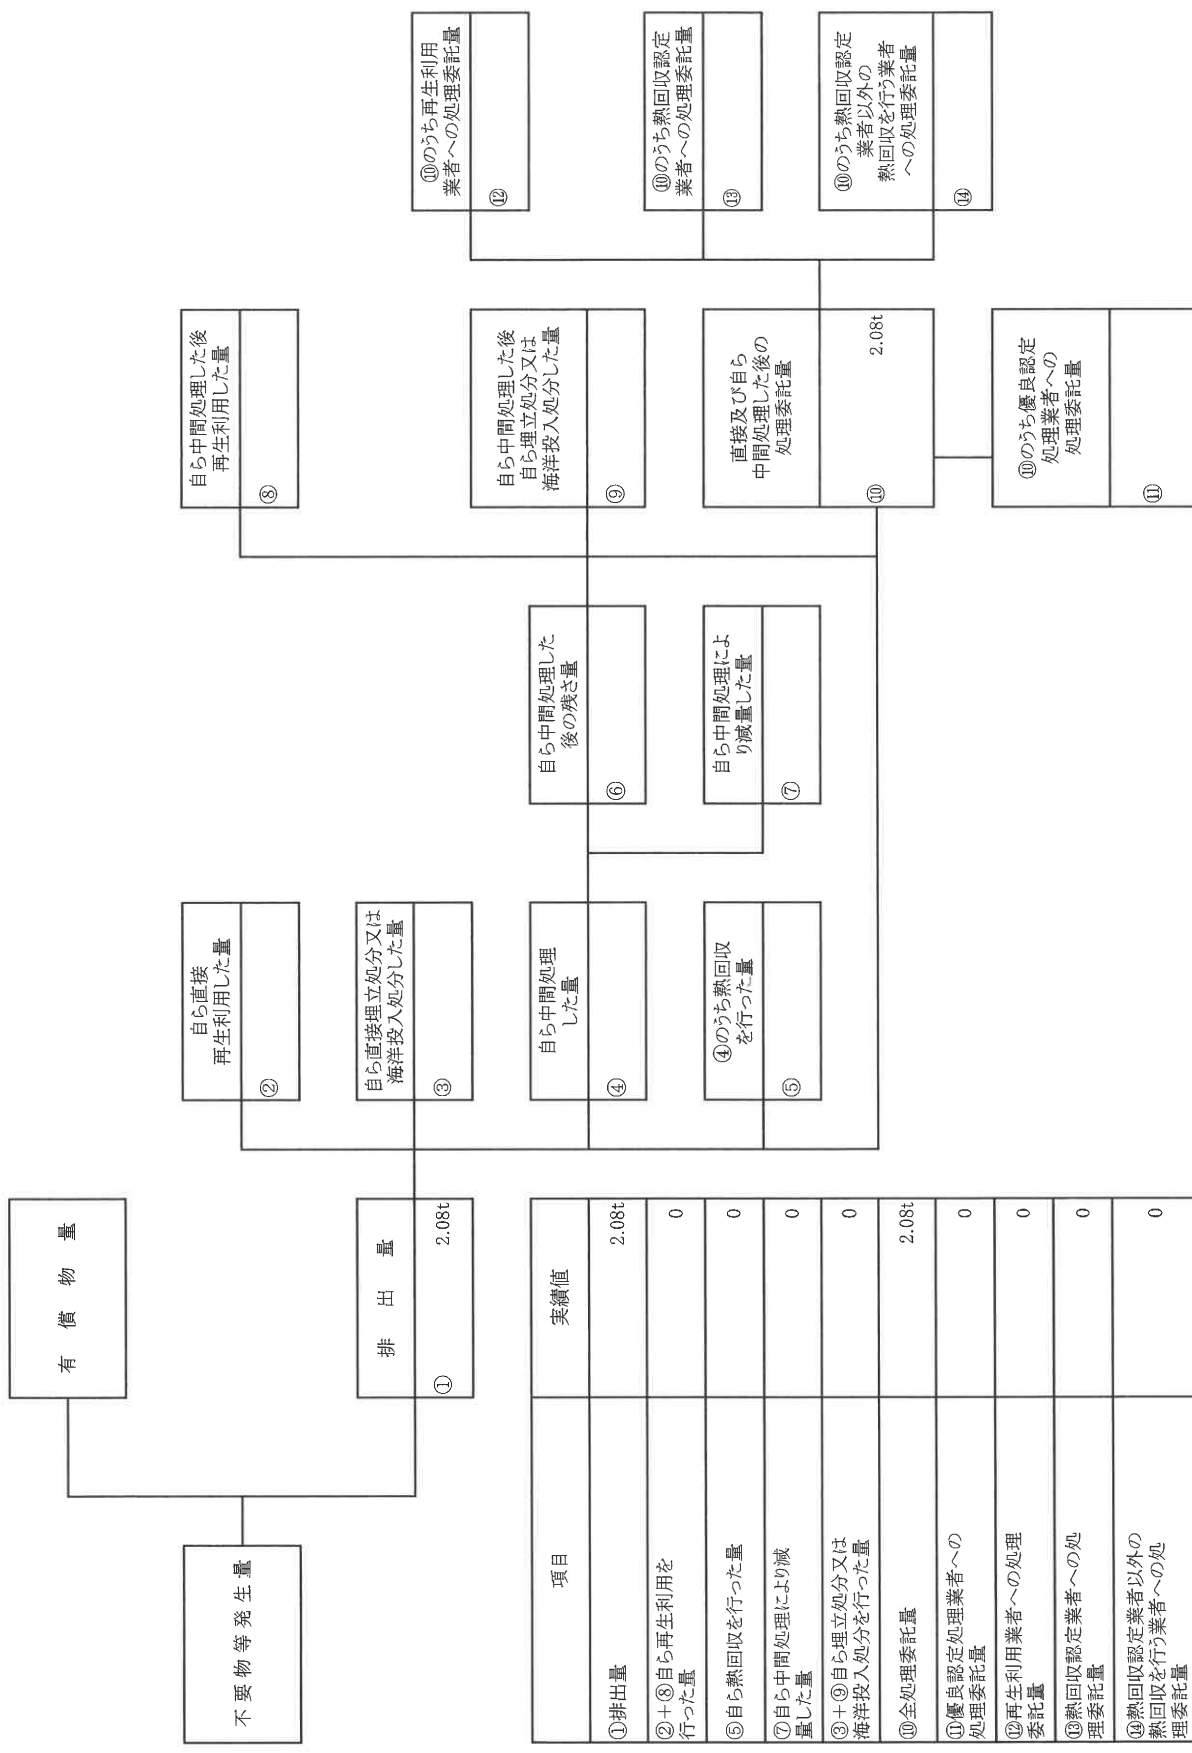 不要物等発生量
有償物量
排出量
① 2.08t
自ら直接
再生利用した量
②
自ら直接埋立処分又は
海洋投入処分した量
③
自ら中間処理
した量
④
④のうち熱回収
を行った量
⑤
自ら中間処理した
後の残さ量
⑥
自ら中間処理によ
り減量した量
⑦
自ら中間処理した後
再生利用した量
⑧
自ら中間処理した後
自ら埋立処分又は
海洋投入処分した量
⑨
直接及び自ら
中間処理した後の
処理委託量
⑩ 2.08t
⑩のうち優良認定
処理業者への
処理委託量
⑪
⑩のうち再生利用
業者への処理委託量
⑫
⑩のうち熱回収認定
業者への処理委託量
⑬
⑩のうち熱回収認定
業者以外の
熱回収を行う業者
への処理委託量
⑭
項目 実績値
①排出量 2.08t
②+⑧自ら再生利用を
行った量 0
⑤自ら熱回収を行った量 0
⑦自ら中間処理により減
量した量 0
③+⑨自ら埋立処分又は
海洋投入処分を行った量 0
⑩全処理委託量 2.08t
⑪優良認定処理業者への
処理委託量 0
⑫再生利用業者への処理
委託量 0
⑬熱回収認定業者への処
理委託量 0
⑭熱回収認定業者以外の
熱回収を行う業者への処
理委託量 0